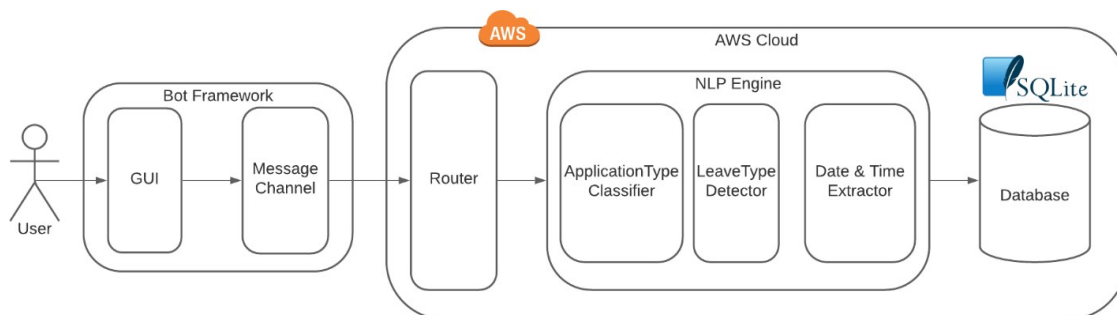 AWS
AWS Cloud
Bot Framework
NLP Engine
SQLite
User
GUI
Message
Channel
Router
ApplicationType
Classifier
LeaveType
Detector
Date & Time
Extractor
Database